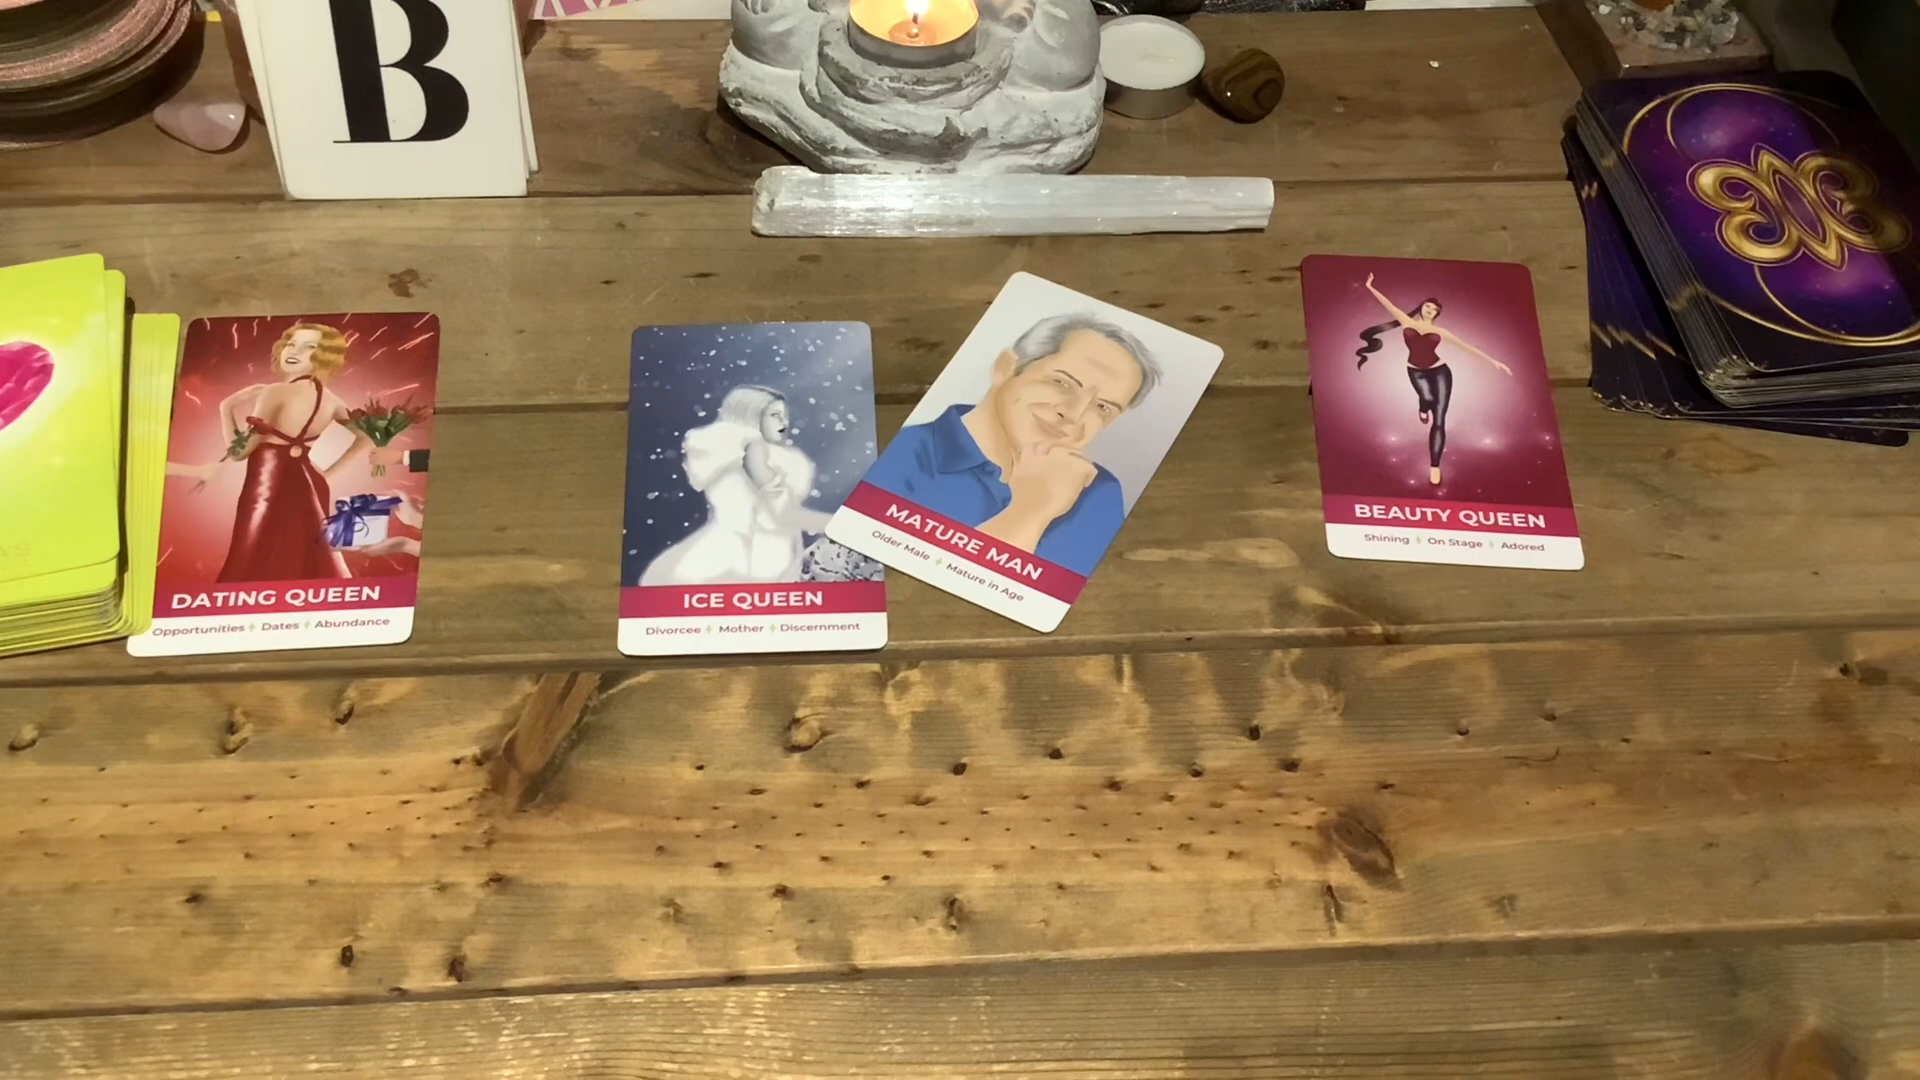 B
DATING QUEEN
Opportunities + Dates + Abundance
ICE QUEEN
Divorcee + Mother + Discernment
MATURE MAN
Older Male + Mature in Age
BEAUTY QUEEN
Shining + On Stage + Adored